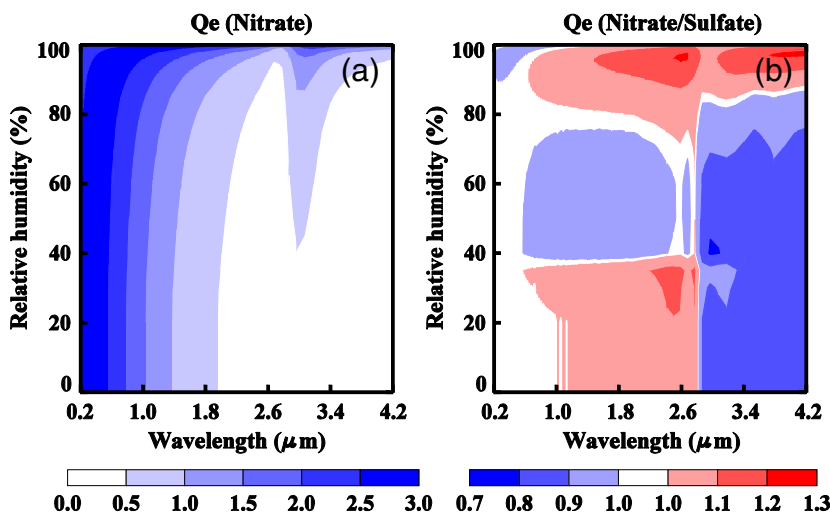 Qe (Nitrate)
(a)
Relative humidity (%)
100
80
60
40
20
0
0.2 1.0 1.8 2.6 3.4 4.2
Wavelength (μm)
0.0 0.5 1.0 1.5 2.0 2.5 3.0
Qe (Nitrate/Sulfate)
(b)
Relative humidity (%)
100
80
60
40
20
0
0.2 1.0 1.8 2.6 3.4 4.2
Wavelength (μm)
0.7 0.8 0.9 1.0 1.0 1.1 1.2 1.3